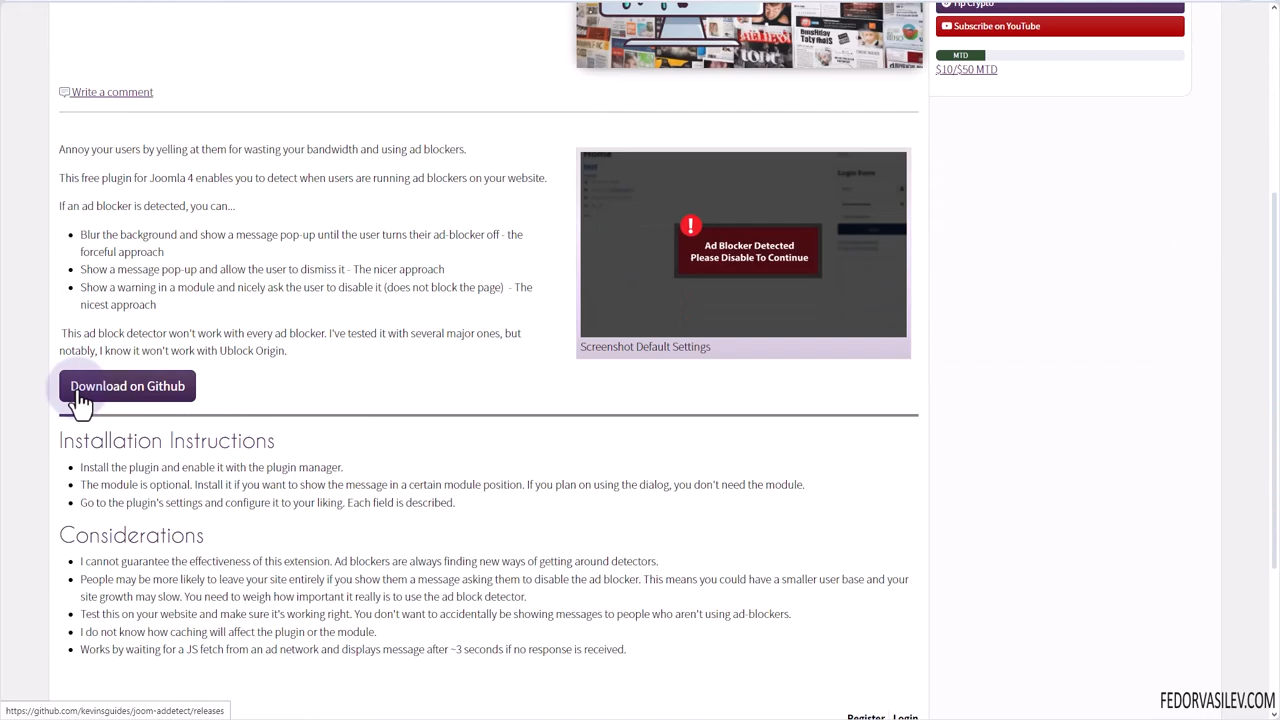 Tip Crypto
Subscribe on YouTube
MTD
$10/$50 MTD
Write a comment
Annoy your users by yelling at them for wasting your bandwidth and using ad blockers.
This free plugin for Joomla 4 enables you to detect when users are running ad blockers on your website.
If an ad blocker is detected, you can...
Blur the background and show a message pop-up until the user turns their ad-blocker off - the
forceful approach
Show a message pop-up and allow the user to dismiss it - The nicer approach
Show a warning in a module and nicely ask the user to disable it (does not block the page) - The
nicest approach
This ad block detector won't work with every ad blocker. I've tested it with several major ones, but
notably, I know it won't work with Ublock Origin.
Login Form
Ad Blocker Detected
Please Disable To Continue
Screenshot Default Settings
Download on Github
Installation Instructions
Install the plugin and enable it with the plugin manager.
The module is optional. Install it if you want to show the message in a certain module position. If you plan on using the dialog, you don't need the module.
Go to the plugin's settings and configure it to your liking. Each field is described.
Considerations
I cannot guarantee the effectiveness of this extension. Ad blockers are always finding new ways of getting around detectors.
People may be more likely to leave your site entirely if you show them a message asking them to disable the ad blocker. This means you could have a smaller user base and your
site growth may slow. You need to weigh how important it really is to use the ad block detector.
Test this on your website and make sure it's working right. You don't want to accidentally be showing messages to people who aren't using ad-blockers.
I do not know how caching will affect the plugin or the module.
Works by waiting for a JS fetch from an ad network and displays message after ~3 seconds if no response is received.
https://github.com/kevinsguides/joom-addetect/releases
Register Login
FEDORVASILEV.COM